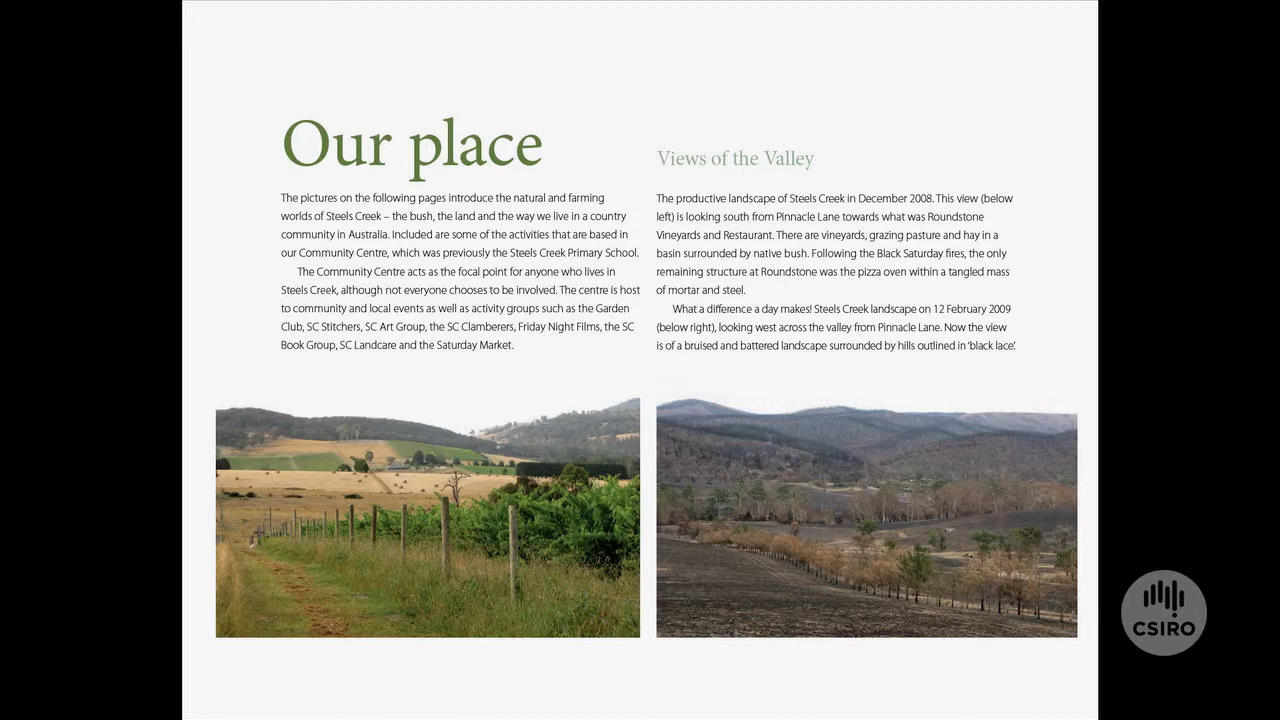 Our place
The pictures on the following pages introduce the natural and farming
worlds of Steels Creek – the bush, the land and the way we live in a country
community in Australia. Included are some of the activities that are based in
our Community Centre, which was previously the Steels Creek Primary School.
The Community Centre acts as the focal point for anyone who lives in
Steels Creek, although not everyone chooses to be involved. The centre is host
to community and local events as well as activity groups such as the Garden
Club, SC Stitchers, SC Art Group, the SC Clamberers, Friday Night Films, the SC
Book Group, SC Landcare and the Saturday Market.
Views of the Valley
The productive landscape of Steels Creek in December 2008. This view (below
left) is looking south from Pinnacle Lane towards what was Roundstone
Vineyards and Restaurant. There are vineyards, grazing pasture and hay in a
basin surrounded by native bush. Following the Black Saturday fires, the only
remaining structure at Roundstone was the pizza oven within a tangled mass
of mortar and steel.
What a difference a day makes! Steels Creek landscape on 12 February 2009
(below right), looking west across the valley from Pinnacle Lane. Now the view
is of a bruised and battered landscape surrounded by hills outlined in ‘black lace’.
CSIRO